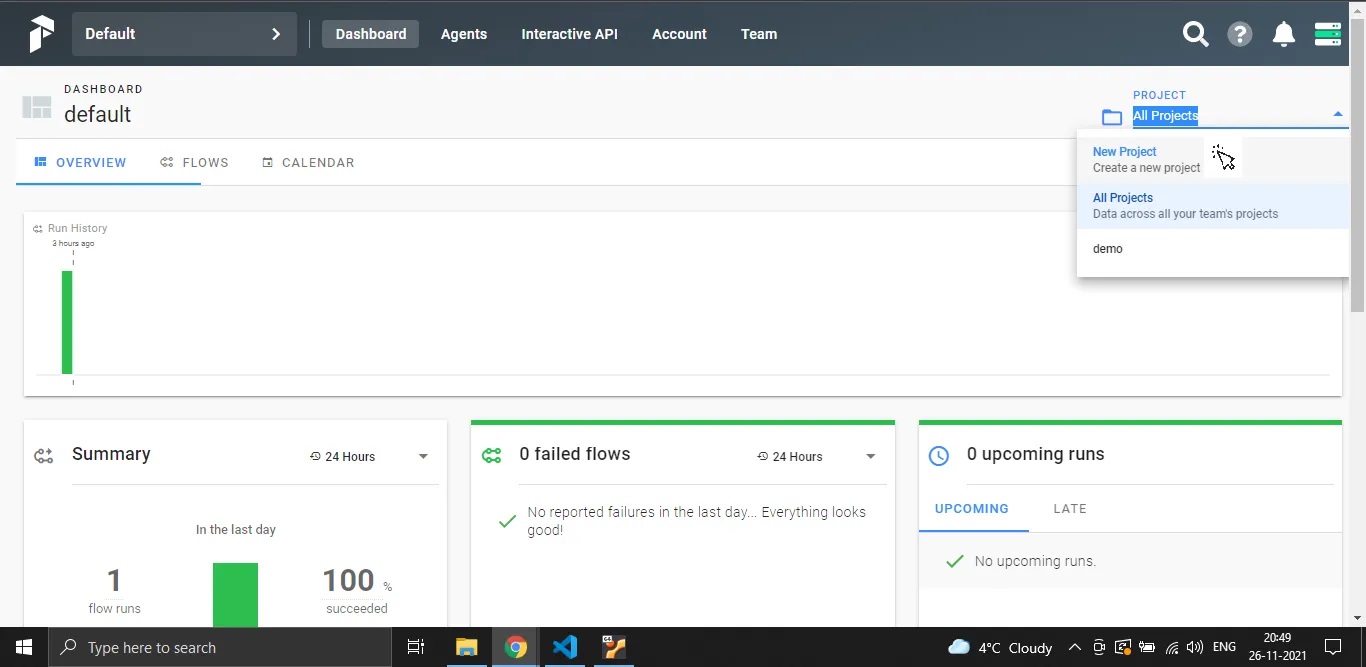 Default
Dashboard
Agents
Interactive API
Account
Team
DASHBOARD
default
PROJECT
All Projects
New Project
Create a new project
All Projects
Data across all your team's projects
demo
OVERVIEW
FLOWS
CALENDAR
Run History
3 hours ago
Summary
24 Hours
In the last day
1
flow runs
100 %
succeeded
0 failed flows
24 Hours
No reported failures in the last day... Everything looks
good!
0 upcoming runs
UPCOMING
LATE
No upcoming runs.
Type here to search
4°C Cloudy
ENG
20:49
26-11-2021